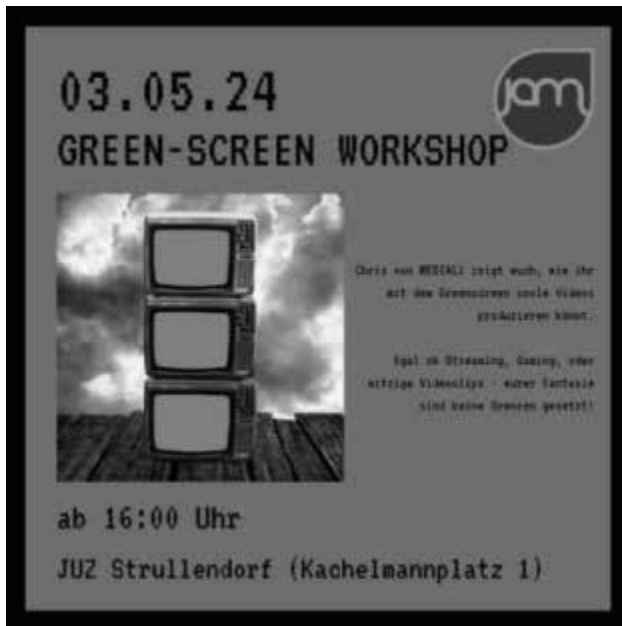 03.05.24
jam
GREEN-SCREEN WORKSHOP
Chris von MEDIALI zeigt euch, wie ihr
mit dem Greenscreen coole Videos
produzieren könnt.
Egal ob Streaming, Gaming, oder
witzige Videoclips - eurer Fantasie
sind keine Grenzen gesetzt!
ab 16:00 Uhr
JUZ Strullendorf (Kachelmannplatz 1)